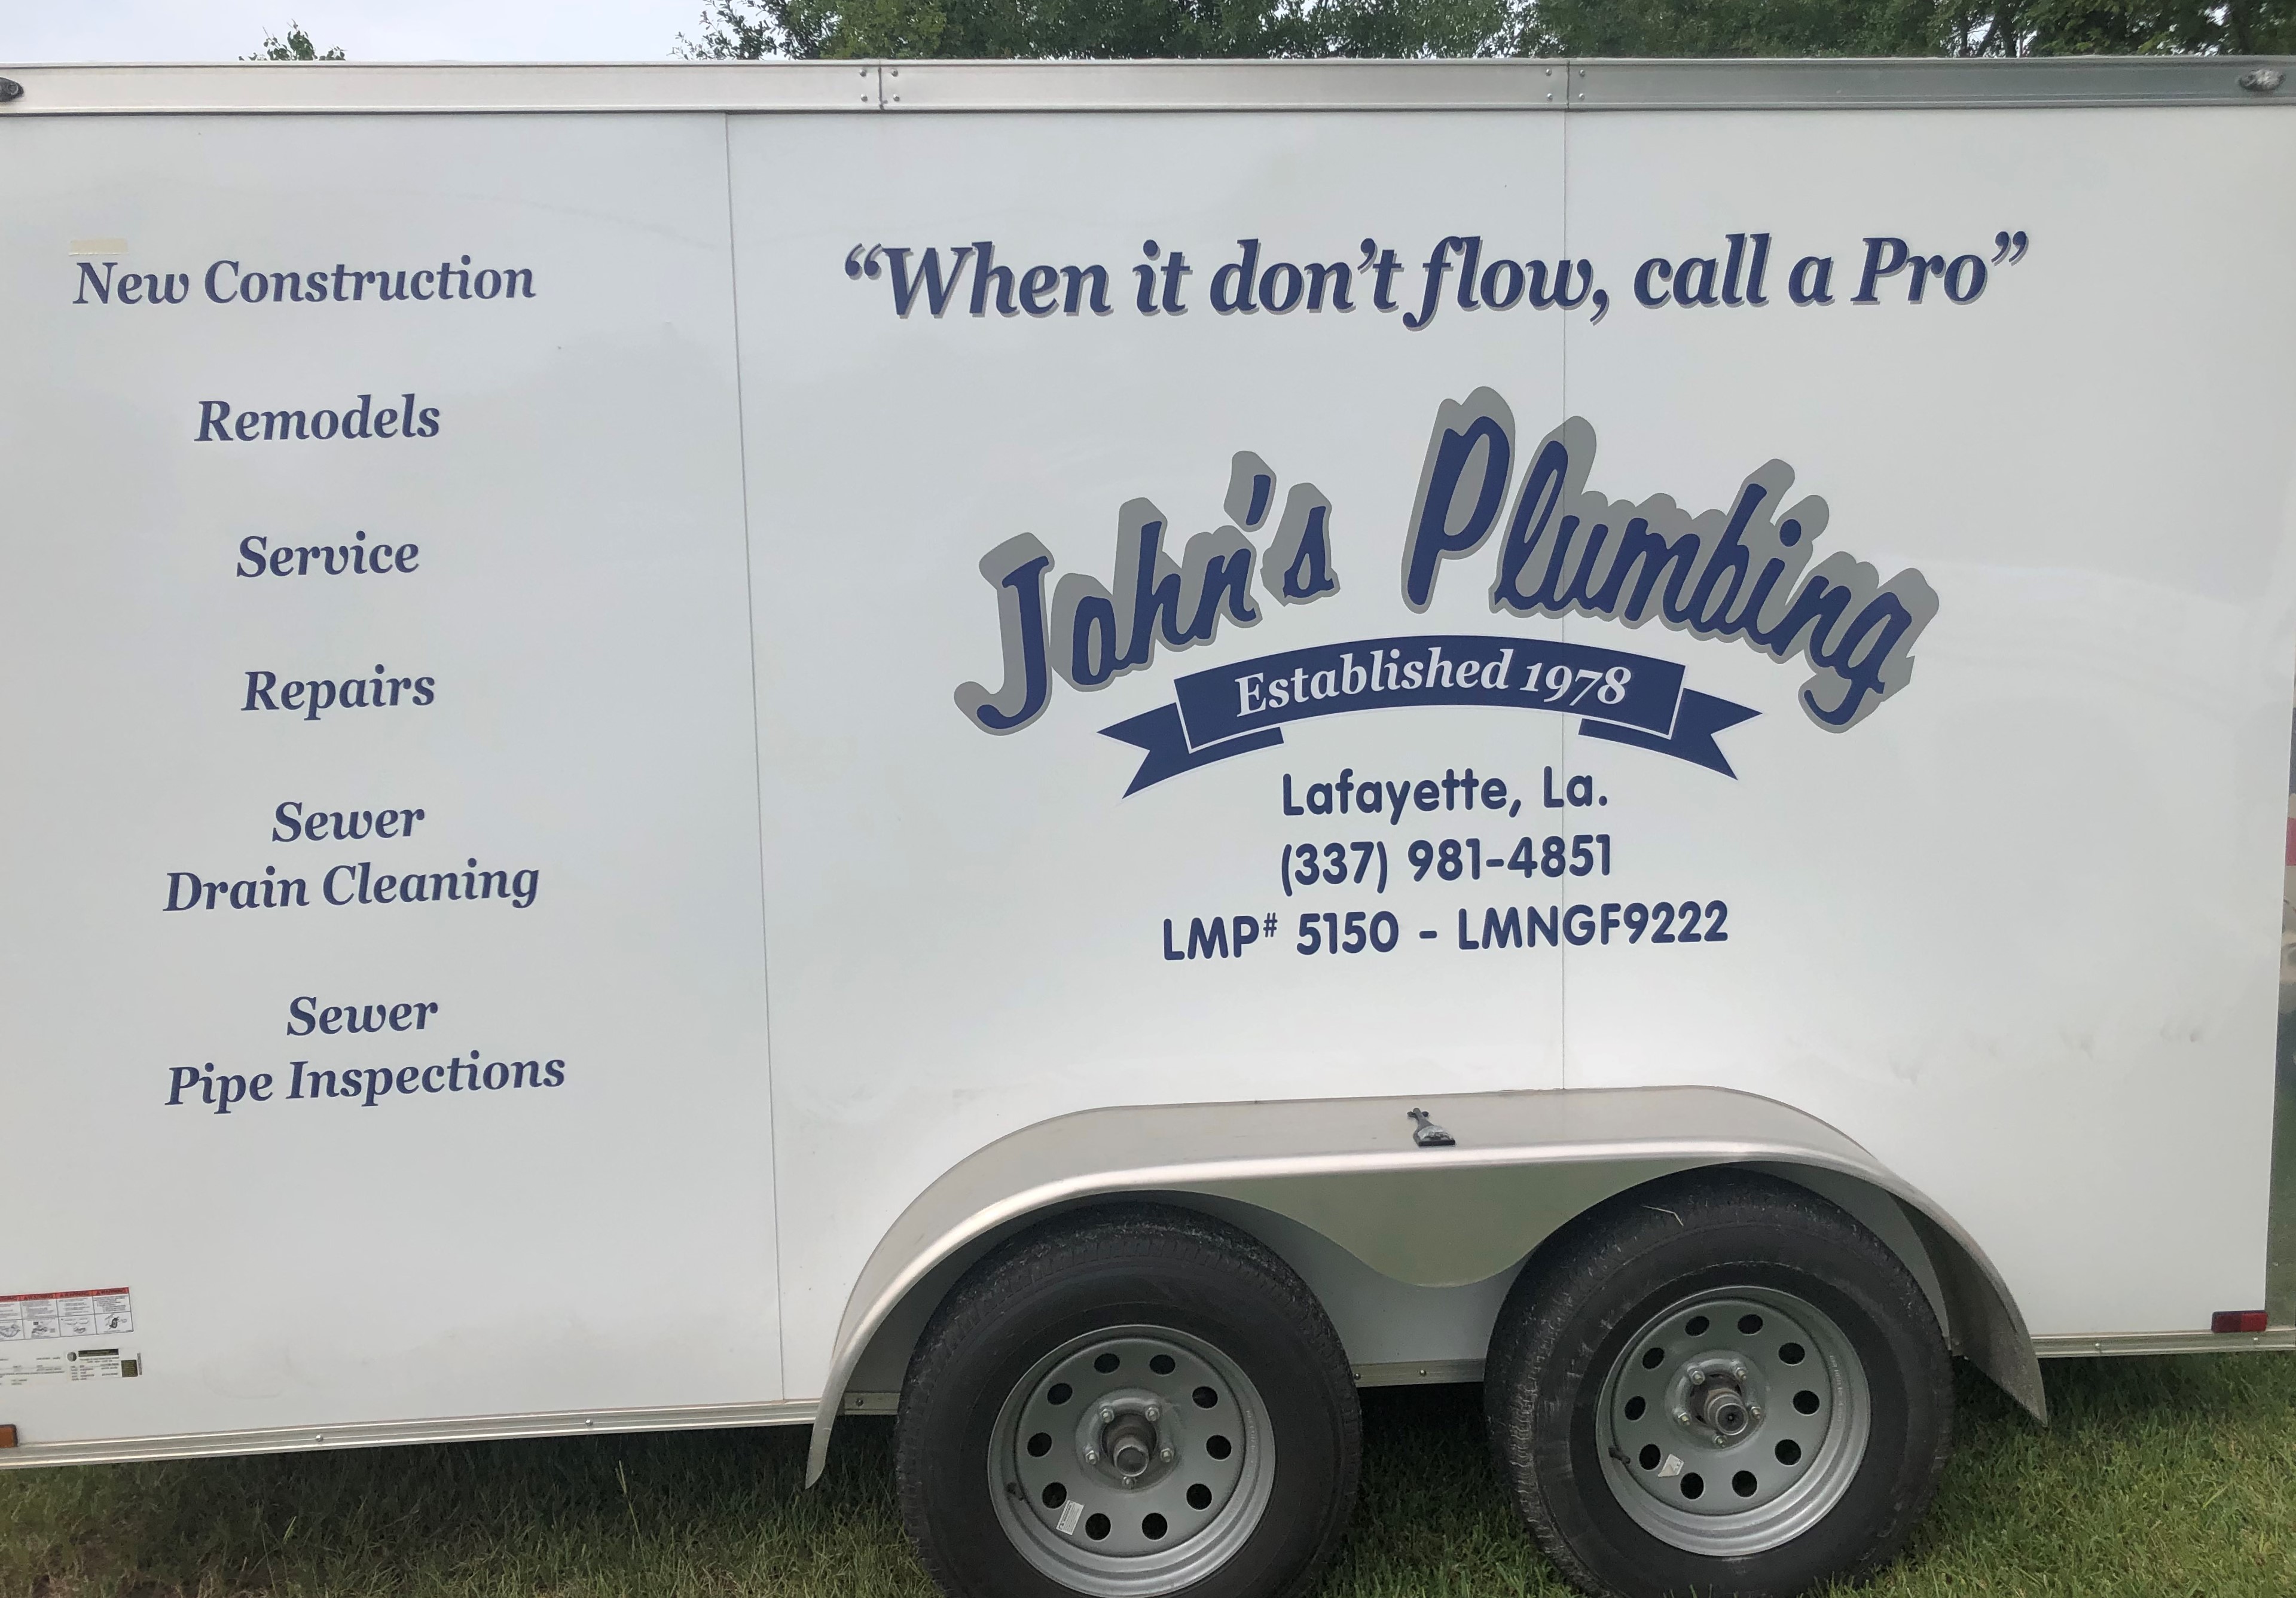 New Construction
Remodels
Service
Repairs
Sewer
Drain Cleaning
Sewer
Pipe Inspections
“When it don’t flow, call a Pro”
John's Plumbing
Established 1978
Lafayette, La.
(337) 981-4851
LMP# 5150 - LMNGF9222